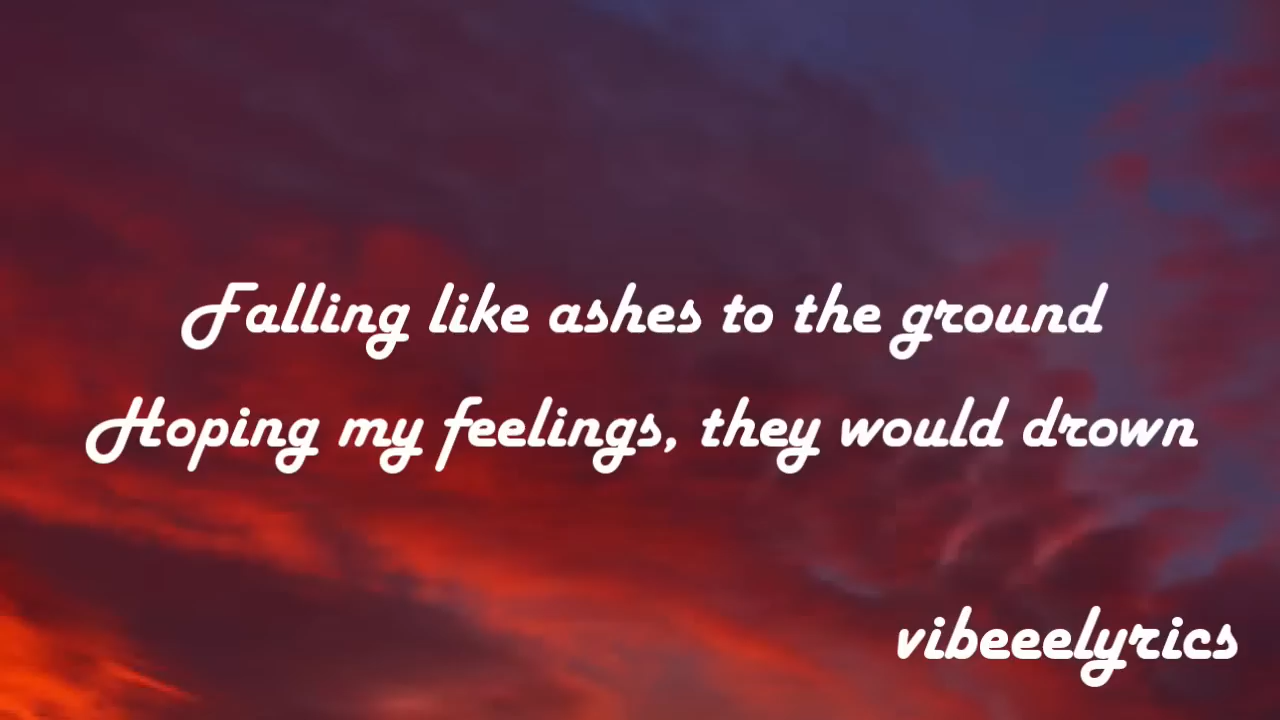 Falling like ashes to the ground
Hoping my feelings, they would drown
vibeeelyrics